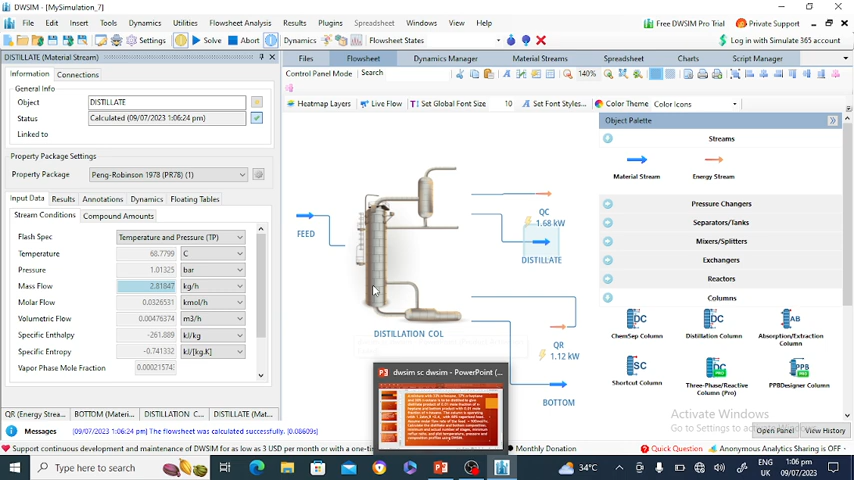 DWSIM - [MySimulation_7]
File Edit Insert Tools Dynamics Utilities Flowsheet Analysis Results Plugins Spreadsheet Windows View Help
Free DWSIM Pro Trial Private Support
Settings Solve Abort Dynamics Flowsheet States
Log in with Simulate 365 account
DISTILLATE (Material Stream)
Files Flowsheet Dynamics Manager Material Streams Spreadsheet Charts Script Manager
Information Connections
Control Panel Mode Search 140%
General Info
Object DISTILLATE
Status Calculated (09/07/2023 1:06:24 pm)
Linked to
Heatmap Layers Live Flow Set Global Font Size 10 Set Font Styles... Color Theme Color Icons
Property Package Settings
Property Package Peng-Robinson 1978 (PR78) (1)
Input Data Results Annotations Dynamics Floating Tables
Stream Conditions Compound Amounts
Flash Spec Temperature and Pressure (TP)
Temperature 68.7799 C
Pressure 1.01325 bar
Mass Flow 2.81847 kg/h
Molar Flow 0.0326531 kmol/h
Volumetric Flow 0.00476374 m3/h
Specific Enthalpy -261.889 kJ/kg
Specific Entropy -0.741332 kJ/[kg.K]
Vapor Phase Mole Fraction 0.00021574
FEED
QC
1.68 kW
DISTILLATE
DISTILLATION COL
QR
1.12 kW
BOTTOM
Object Palette
Streams
Material Stream Energy Stream
Pressure Changers
Separators/Tanks
Mixers/Splitters
Exchangers
Reactors
Columns
ChemSep Column Distillation Column Absorption/Extraction Column
Shortcut Column Three-Phase/Reactive Column (Pro) PPBDesigner Column
dwsim sc dwsim - PowerPoint (...
Activate Windows
Go to Settings to
QR (Energy Strea... BOTTOM (Materi... DISTILLATION C... DISTILLATE (Mat...
Open Panel View History
Messages [09/07/2023 1:06:24 pm] The flowsheet was calculated successfully. [0.08609s]
Support continuous development and maintenance of DWSIM for as low as 3 USD per month or with a one-tim
Monthly Donation Quick Question Anonymous Analytics Sharing is OFF
Type here to search
34°C
ENG
UK
1:06 pm
09/07/2023